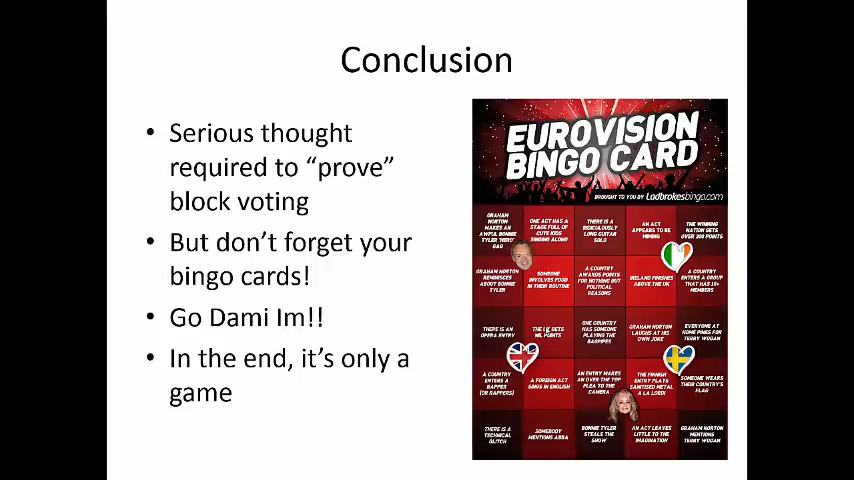 Conclusion
• Serious thought
required to “prove”
block voting
• But don’t forget your
bingo cards!
• Go Dami Im!!
• In the end, it’s only a
game
EUROVISION
BINGO CARD
BROUGHT TO YOU BY Ladbrokesbingo.com
GRAHAM
NORTON
MAKES AN
AWFUL BONNIE
TYLER 'HERO'
GAG
ONE ACT HAS A
STAGE FULL OF
CUTE KIDS
SINGING ALONG
THERE IS A
RIDICULOUSLY
LONG GUITAR
SOLO
AN ACT
APPEARS TO BE
MIMING
THE WINNING
NATION GETS
OVER 300 POINTS
GRAHAM NORTON
REMINISCES
ABOUT BONNIE
TYLER
SOMEONE
INVOLVES FOOD
IN THEIR ROUTINE
A COUNTRY
AWARDS POINTS
FOR NOTHING BUT
POLITICAL
REASONS
IRELAND FINISHES
ABOVE THE UK
A COUNTRY
ENTERS A GROUP
THAT HAS 10+
MEMBERS
THERE IS AN
OPERA ENTRY
THE UK GETS
NIL POINTS
ONE COUNTRY
HAS SOMEONE
PLAYING THE
BAGPIPES
GRAHAM NORTON
LAUGHS AT HIS
OWN JOKE
EVERYONE AT
HOME PINES FOR
TERRY WOGAN
A COUNTRY
ENTERS A
RAPPER
(OR RAPPERS)
A FOREIGN ACT
SINGS IN ENGLISH
AN ENTRY MAKES
AN OVER THE TOP
PLEA TO THE
CAMERA
THE FINNISH
ENTRY PLAYS
SANITISED METAL
A LA LORDI
SOMEONE WEARS
THEIR COUNTRY'S
FLAG
THERE IS A
TECHNICAL
GLITCH
SOMEBODY
MENTIONS ABBA
BONNIE TYLER
STEALS THE
SHOW
AN ACT LEAVES
LITTLE TO THE
IMAGINATION
GRAHAM NORTON
MENTIONS
TERRY WOGAN